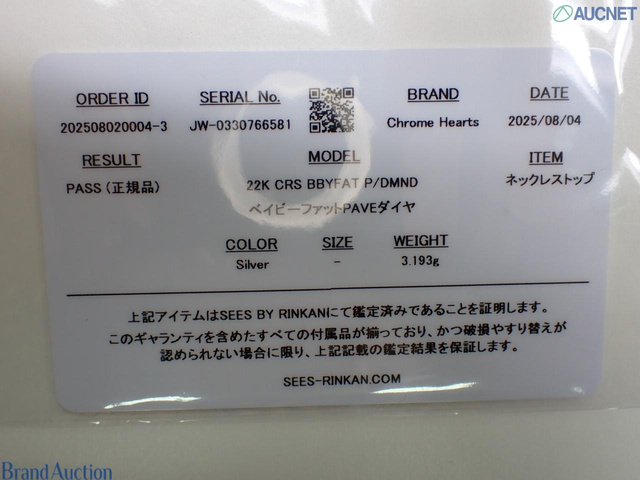 AUCNET
ORDER ID SERIAL No. BRAND DATE
202508020004-3 JW-0330766581 Chrome Hearts 2025/08/04
RESULT MODEL ITEM
PASS (正規品) 22K CRS BBYFAT P/DMND ネックレストップ
ベイビーファットPAVEダイヤ
COLOR SIZE WEIGHT
Silver - 3.193g
上記アイテムはSEES BY RINKANにて鑑定済みであることを証明します。
このギャランティを含めたすべての付属品が揃っており、かつ破損やすり替えが
認められない場合に限り、上記記載の鑑定結果を保証します。
SEES-RINKAN.COM
BrandAuction